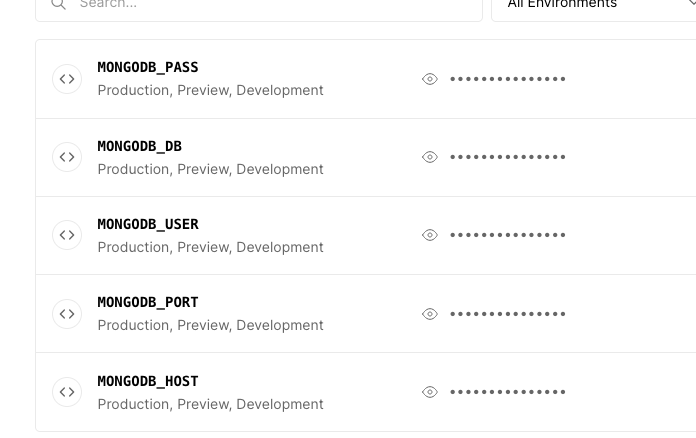 Search...
All Environments
MONGODB_PASS
Production, Preview, Development
•••••••••••••••
MONGODB_DB
Production, Preview, Development
•••••••••••••••
MONGODB_USER
Production, Preview, Development
•••••••••••••••
MONGODB_PORT
Production, Preview, Development
•••••••••••••••
MONGODB_HOST
Production, Preview, Development
•••••••••••••••